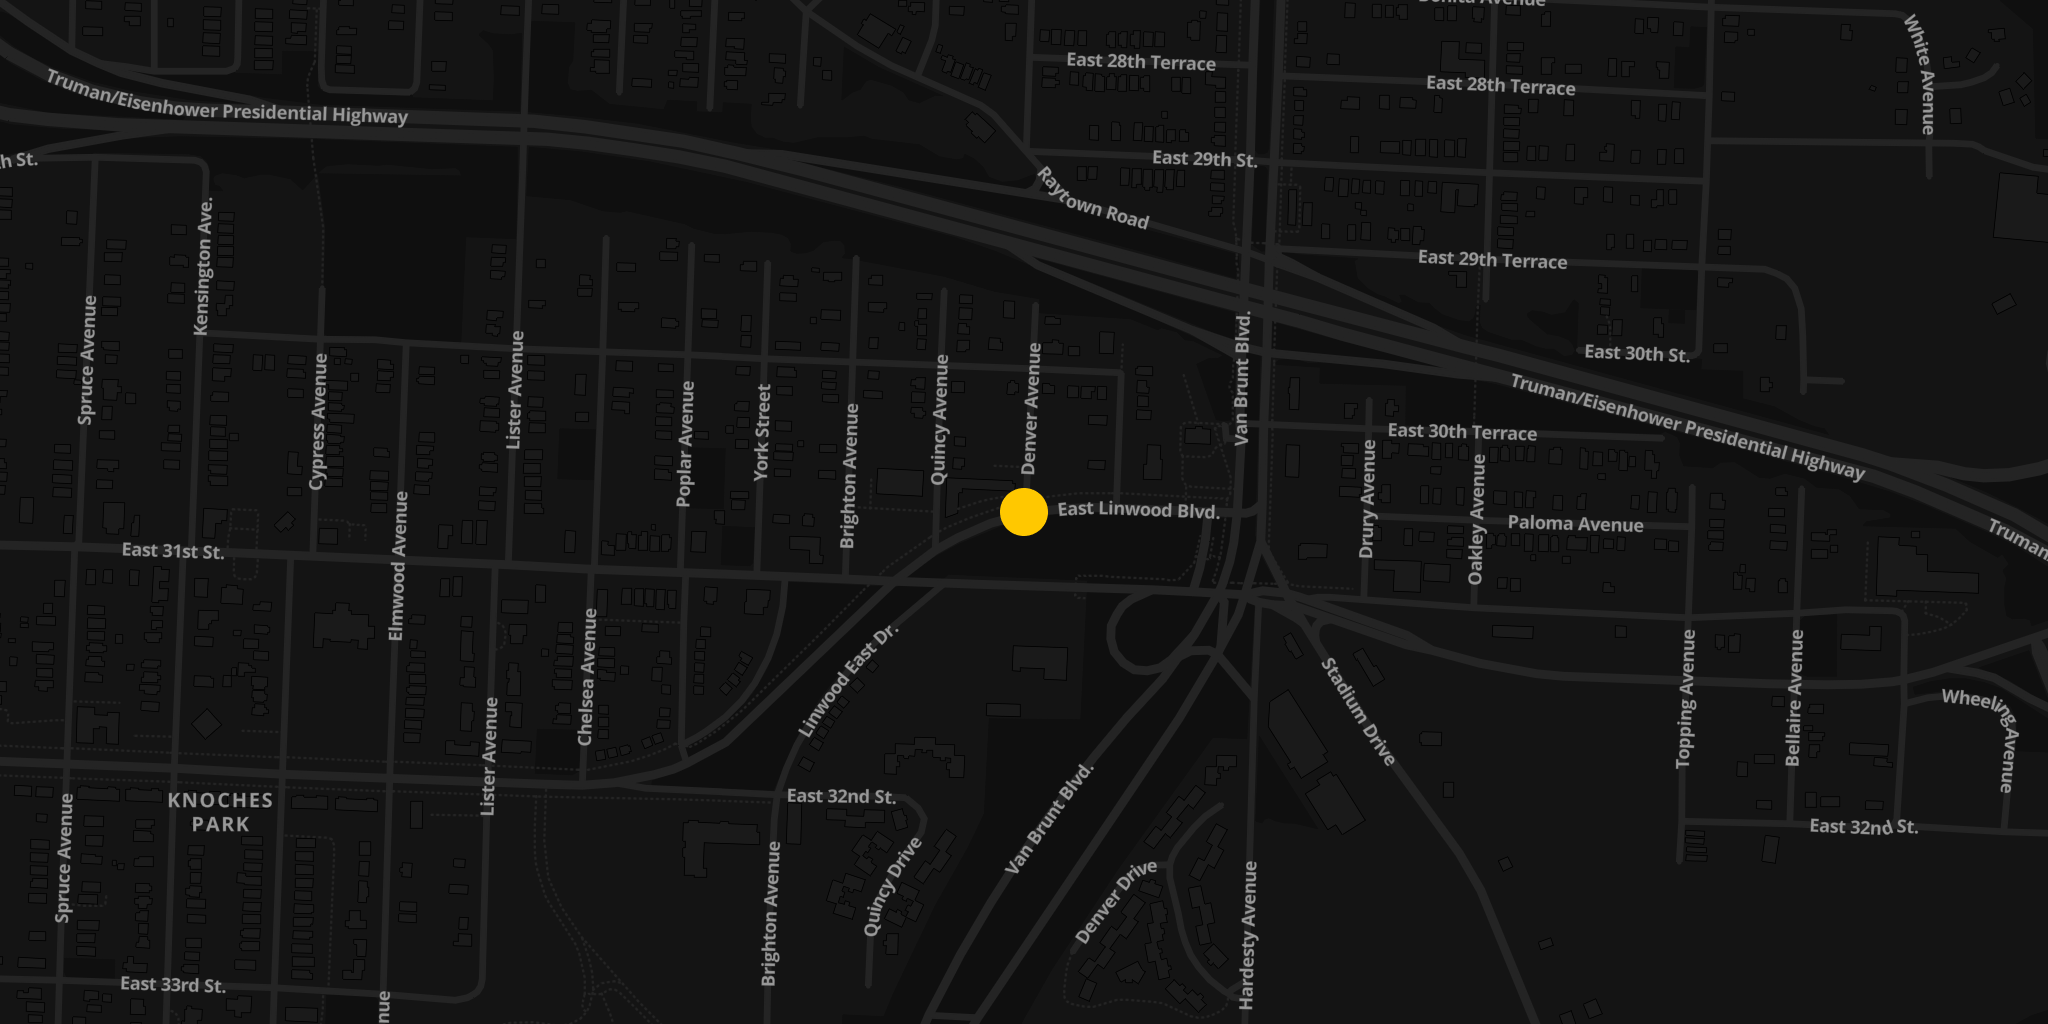 Bonita Avenue
White Avenue
East 28th Terrace
East 28th Terrace
Truman/Eisenhower Presidential Highway
East 29th St.
h St.
Raytown Road
Kensington Ave.
East 29th Terrace
Spruce Avenue
Lister Avenue
Van Brunt Blvd.
East 30th St.
Cypress Avenue
Poplar Avenue
York Street
Brighton Avenue
Quincy Avenue
Denver Avenue
Truman/Eisenhower Presidential Highway
East 30th Terrace
Drury Avenue
Oakley Avenue
Elmwood Avenue
East Linwood Blvd.
Paloma Avenue
Truman
East 31st St.
Chelsea Avenue
Linwood East Dr.
Stadium Drive
Topping Avenue
Bellaire Avenue
Wheeling Avenue
Lister Avenue
KNOCHES
PARK
East 32nd St.
Van Brunt Blvd.
East 32nd St.
Spruce Avenue
Brighton Avenue
Quincy Drive
Denver Drive
Hardesty Avenue
East 33rd St.
nue